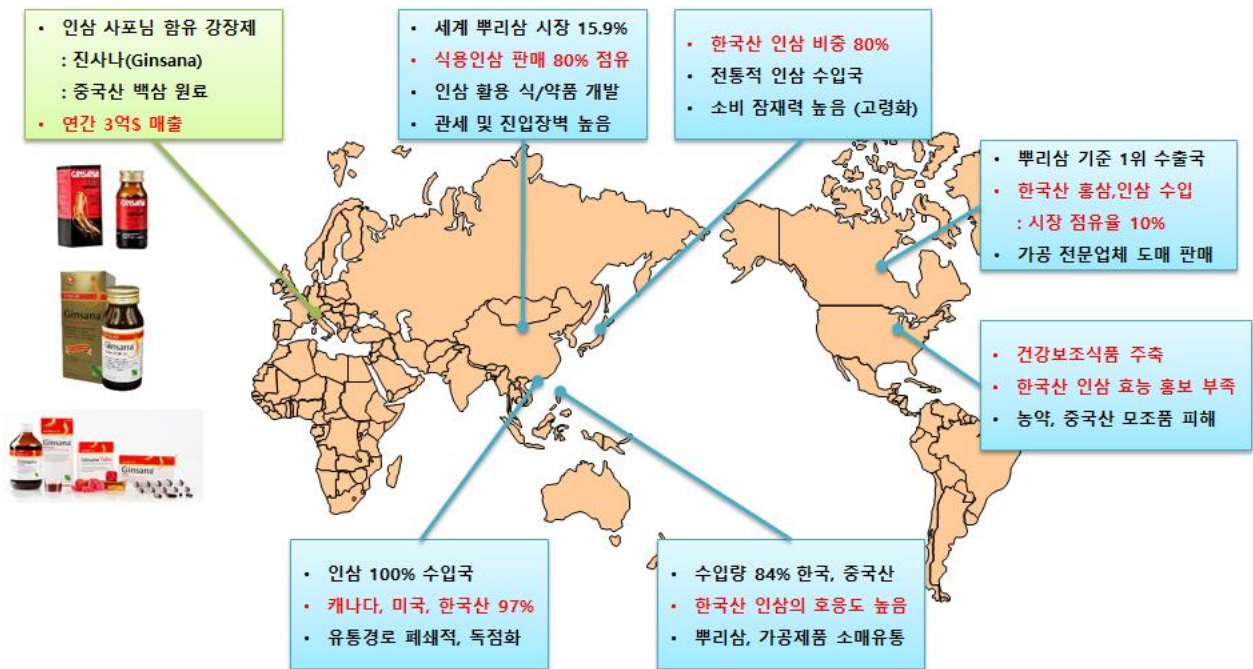 • 인삼 사포님 함유 강장제
: 진사나(Ginsana)
: 중국산 백삼 원료
• 연간 3억$ 매출
• 세계 뿌리삼 시장 15.9%
• 식용인삼 판매 80% 점유
• 인삼 활용 식/약품 개발
• 관세 및 진입장벽 높음
• 한국산 인삼 비중 80%
• 전통적 인삼 수입국
• 소비 잠재력 높음 (고령화)
• 뿌리삼 기준 1위 수출국
• 한국산 홍삼,인삼 수입
: 시장 점유율 10%
• 가공 전문업체 도매 판매
• 건강보조식품 주축
• 한국산 인삼 효능 홍보 부족
• 농약, 중국산 모조품 피해
• 인삼 100% 수입국
• 캐나다, 미국, 한국산 97%
• 유통경로 폐쇄적, 독점화
• 수입량 84% 한국, 중국산
• 한국산 인삼의 호응도 높음
• 뿌리삼, 가공제품 소매유통
GINSANA
Ginsana
Ginsana
Ginsana
Ginsana